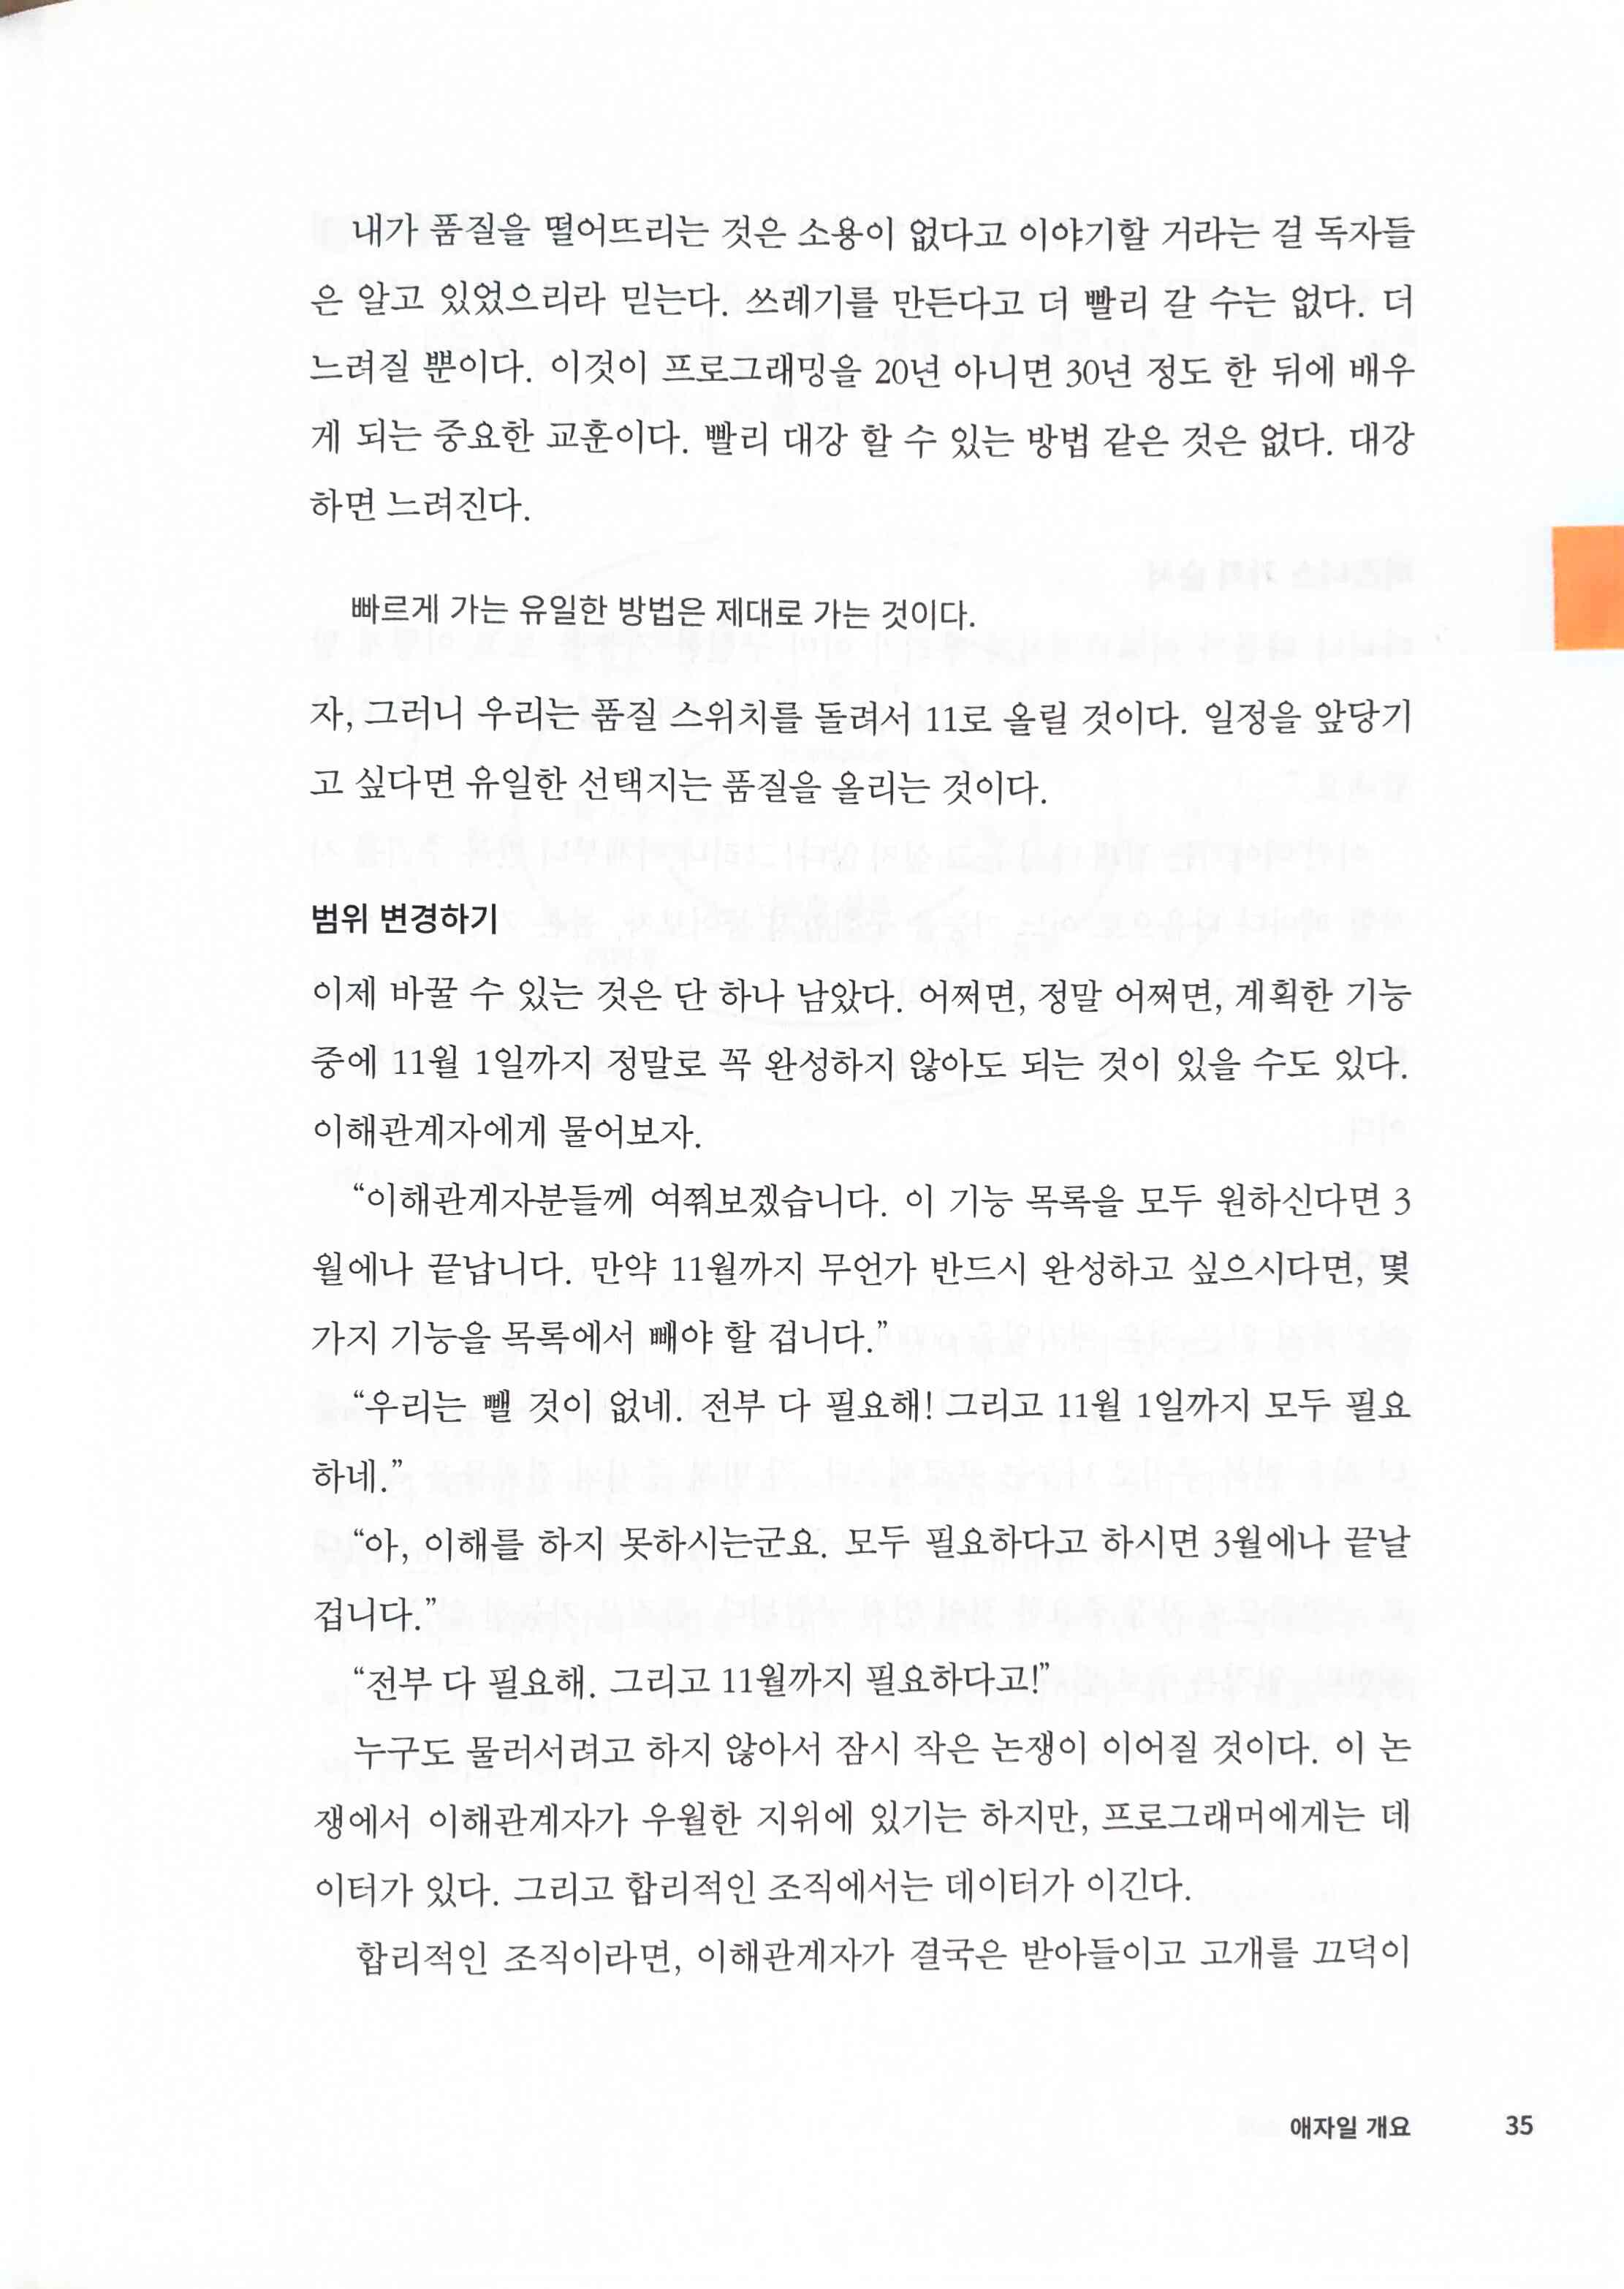 내가 품질을 떨어뜨리는 것은 소용이 없다고 이야기할 거라는 걸 독자들
은 알고 있었으리라 믿는다. 쓰레기를 만든다고 더 빨리 갈 수는 없다. 더
느려질 뿐이다. 이것이 프로그래밍을 20년 아니면 30년 정도 한 뒤에 배우
게 되는 중요한 교훈이다. 빨리 대강 할 수 있는 방법 같은 것은 없다. 대강
하면 느려진다.
빠르게 가는 유일한 방법은 제대로 가는 것이다.
자, 그러니 우리는 품질 스위치를 돌려서 11로 올릴 것이다. 일정을 앞당기
고 싶다면 유일한 선택지는 품질을 올리는 것이다.
범위 변경하기
이제 바꿀 수 있는 것은 단 하나 남았다. 어쩌면, 정말 어쩌면, 계획한 기능
중에 11월 1일까지 정말로 꼭 완성하지 않아도 되는 것이 있을 수도 있다.
이해관계자에게 물어보자.
“이해관계자분들께 여쭤보겠습니다. 이 기능 목록을 모두 원하신다면 3
월에나 끝납니다. 만약 11월까지 무언가 반드시 완성하고 싶으시다면, 몇
가지 기능을 목록에서 빼야 할 겁니다.”
“우리는 뺄 것이 없네. 전부 다 필요해! 그리고 11월 1일까지 모두 필요
하네.”
“아, 이해를 하지 못하시는군요. 모두 필요하다고 하시면 3월에나 끝날
겁니다.”
“전부 다 필요해. 그리고 11월까지 필요하다고!”
누구도 물러서려고 하지 않아서 잠시 작은 논쟁이 이어질 것이다. 이 논
쟁에서 이해관계자가 우월한 지위에 있기는 하지만, 프로그래머에게는 데
이터가 있다. 그리고 합리적인 조직에서는 데이터가 이긴다.
합리적인 조직이라면, 이해관계자가 결국은 받아들이고 고개를 끄덕이
애자일 개요 35